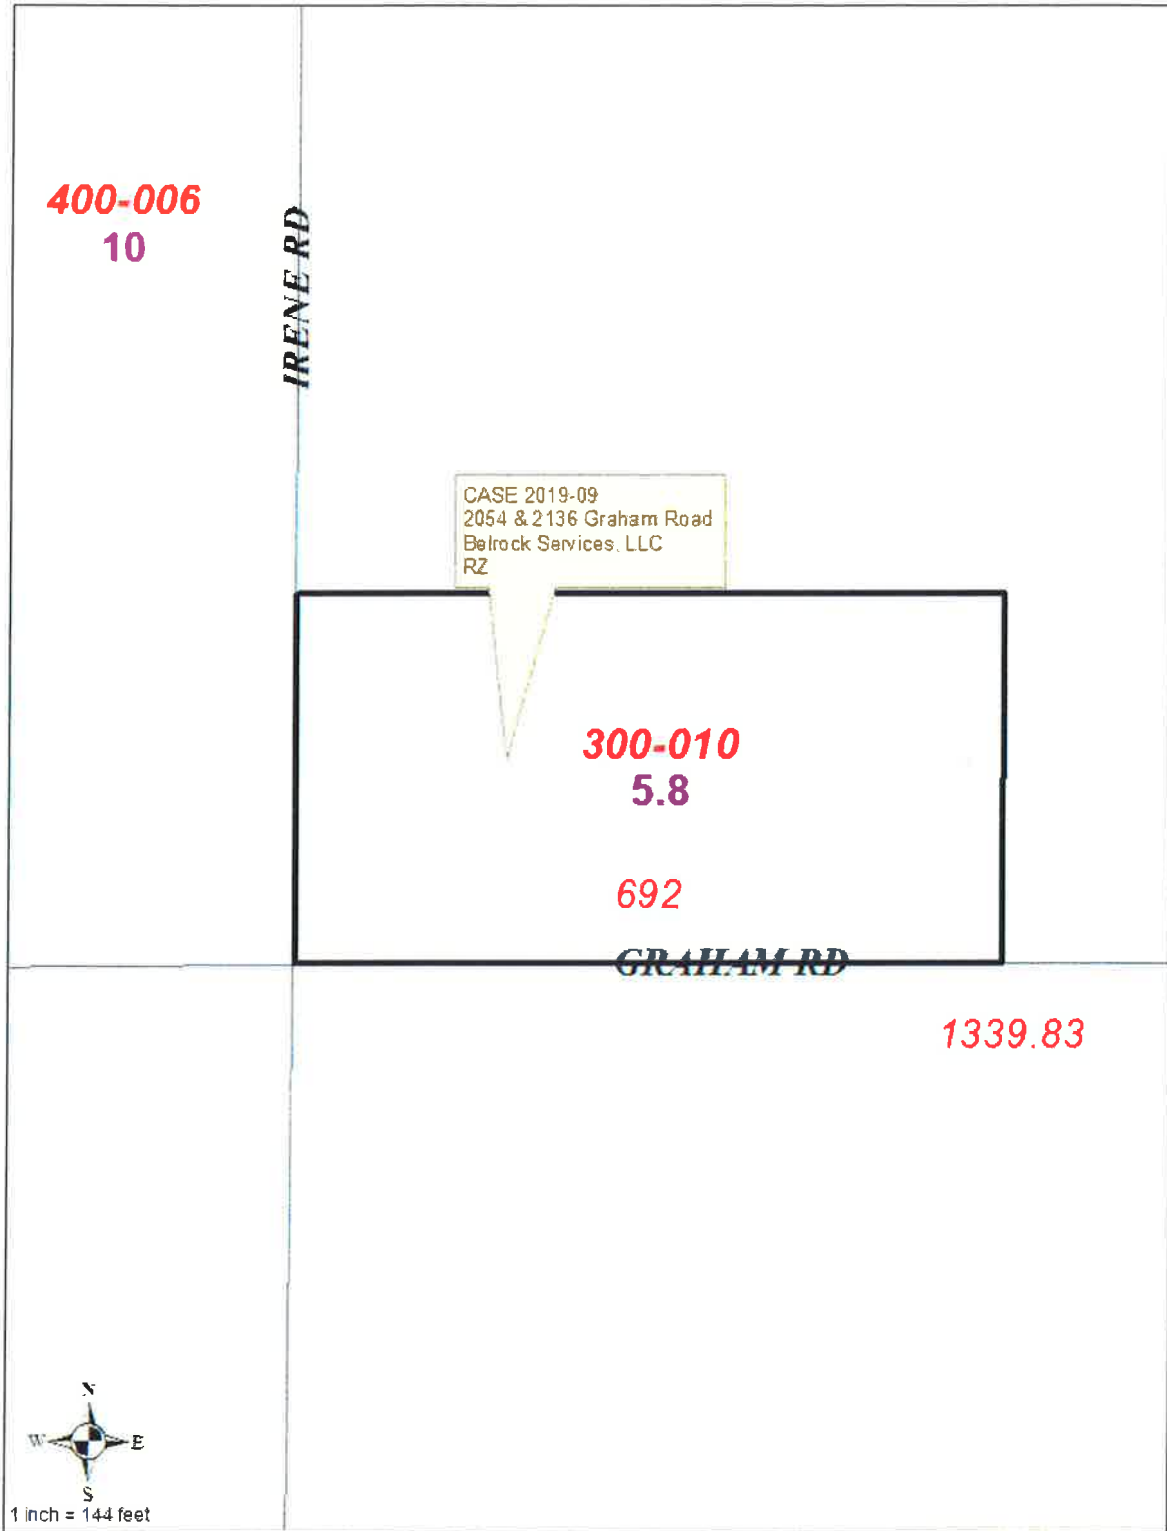 400-006
10
IRENE RD
CASE 2019-09
2054 & 2136 Graham Road
Belrock Services, LLC
RZ
300-010
5.8
692
GRAHAM RD
1339.83
N
W E
S
1 inch = 144 feet